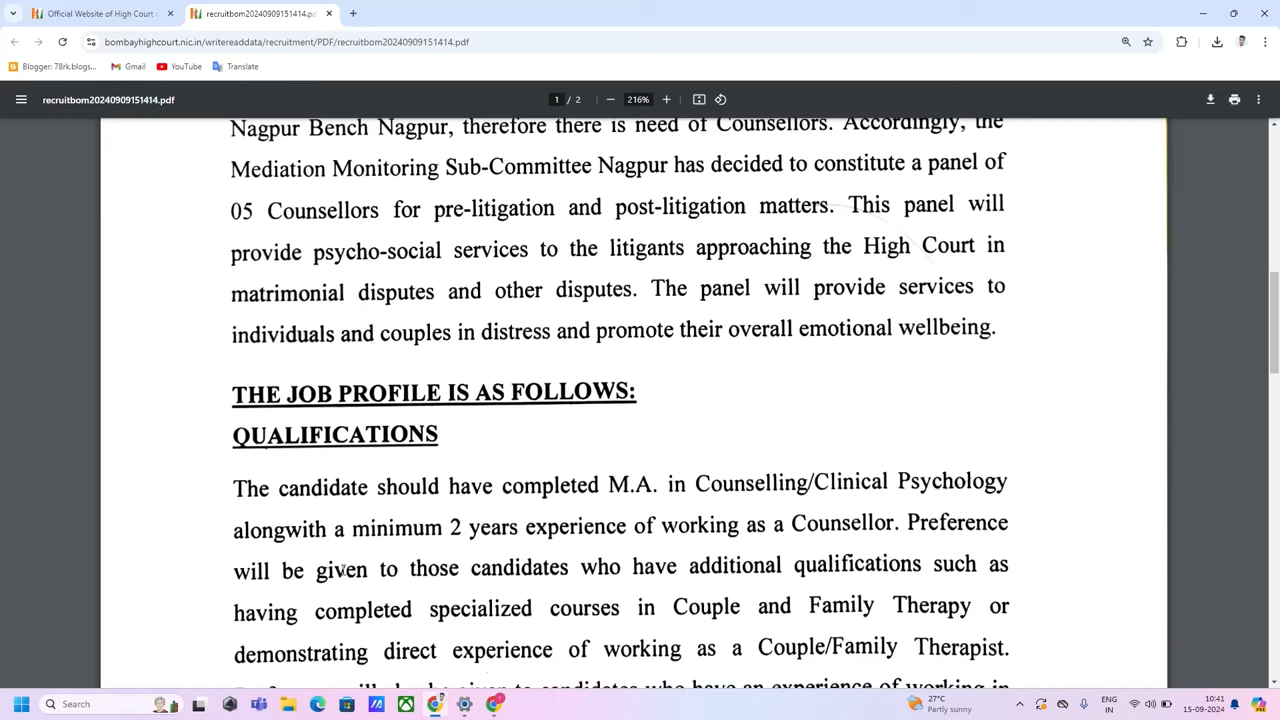 Official Website of High Court o
recruitbom20240909151414.pd
bombayhighcourt.nic.in/writereaddata/recruitment/PDF/recruitbom20240909151414.pdf
Blogger: 78rk.blogs...
Gmail
YouTube
Translate
recruitbom20240909151414.pdf
1 / 2
216%
Nagpur Bench Nagpur, therefore there is need of Counsellors. Accordingly, the
Mediation Monitoring Sub-Committee Nagpur has decided to constitute a panel of
05 Counsellors for pre-litigation and post-litigation matters. This panel will
provide psycho-social services to the litigants approaching the High Court in
matrimonial disputes and other disputes. The panel will provide services to
individuals and couples in distress and promote their overall emotional wellbeing.
THE JOB PROFILE IS AS FOLLOWS:
QUALIFICATIONS
The candidate should have completed M.A. in Counselling/Clinical Psychology
alongwith a minimum 2 years experience of working as a Counsellor. Preference
will be given to those candidates who have additional qualifications such as
having completed specialized courses in Couple and Family Therapy or
demonstrating direct experience of working as a Couple/Family Therapist.
who have an experience of working in
Search
27°C
Partly sunny
ENG
IN
10:41
15-09-2024